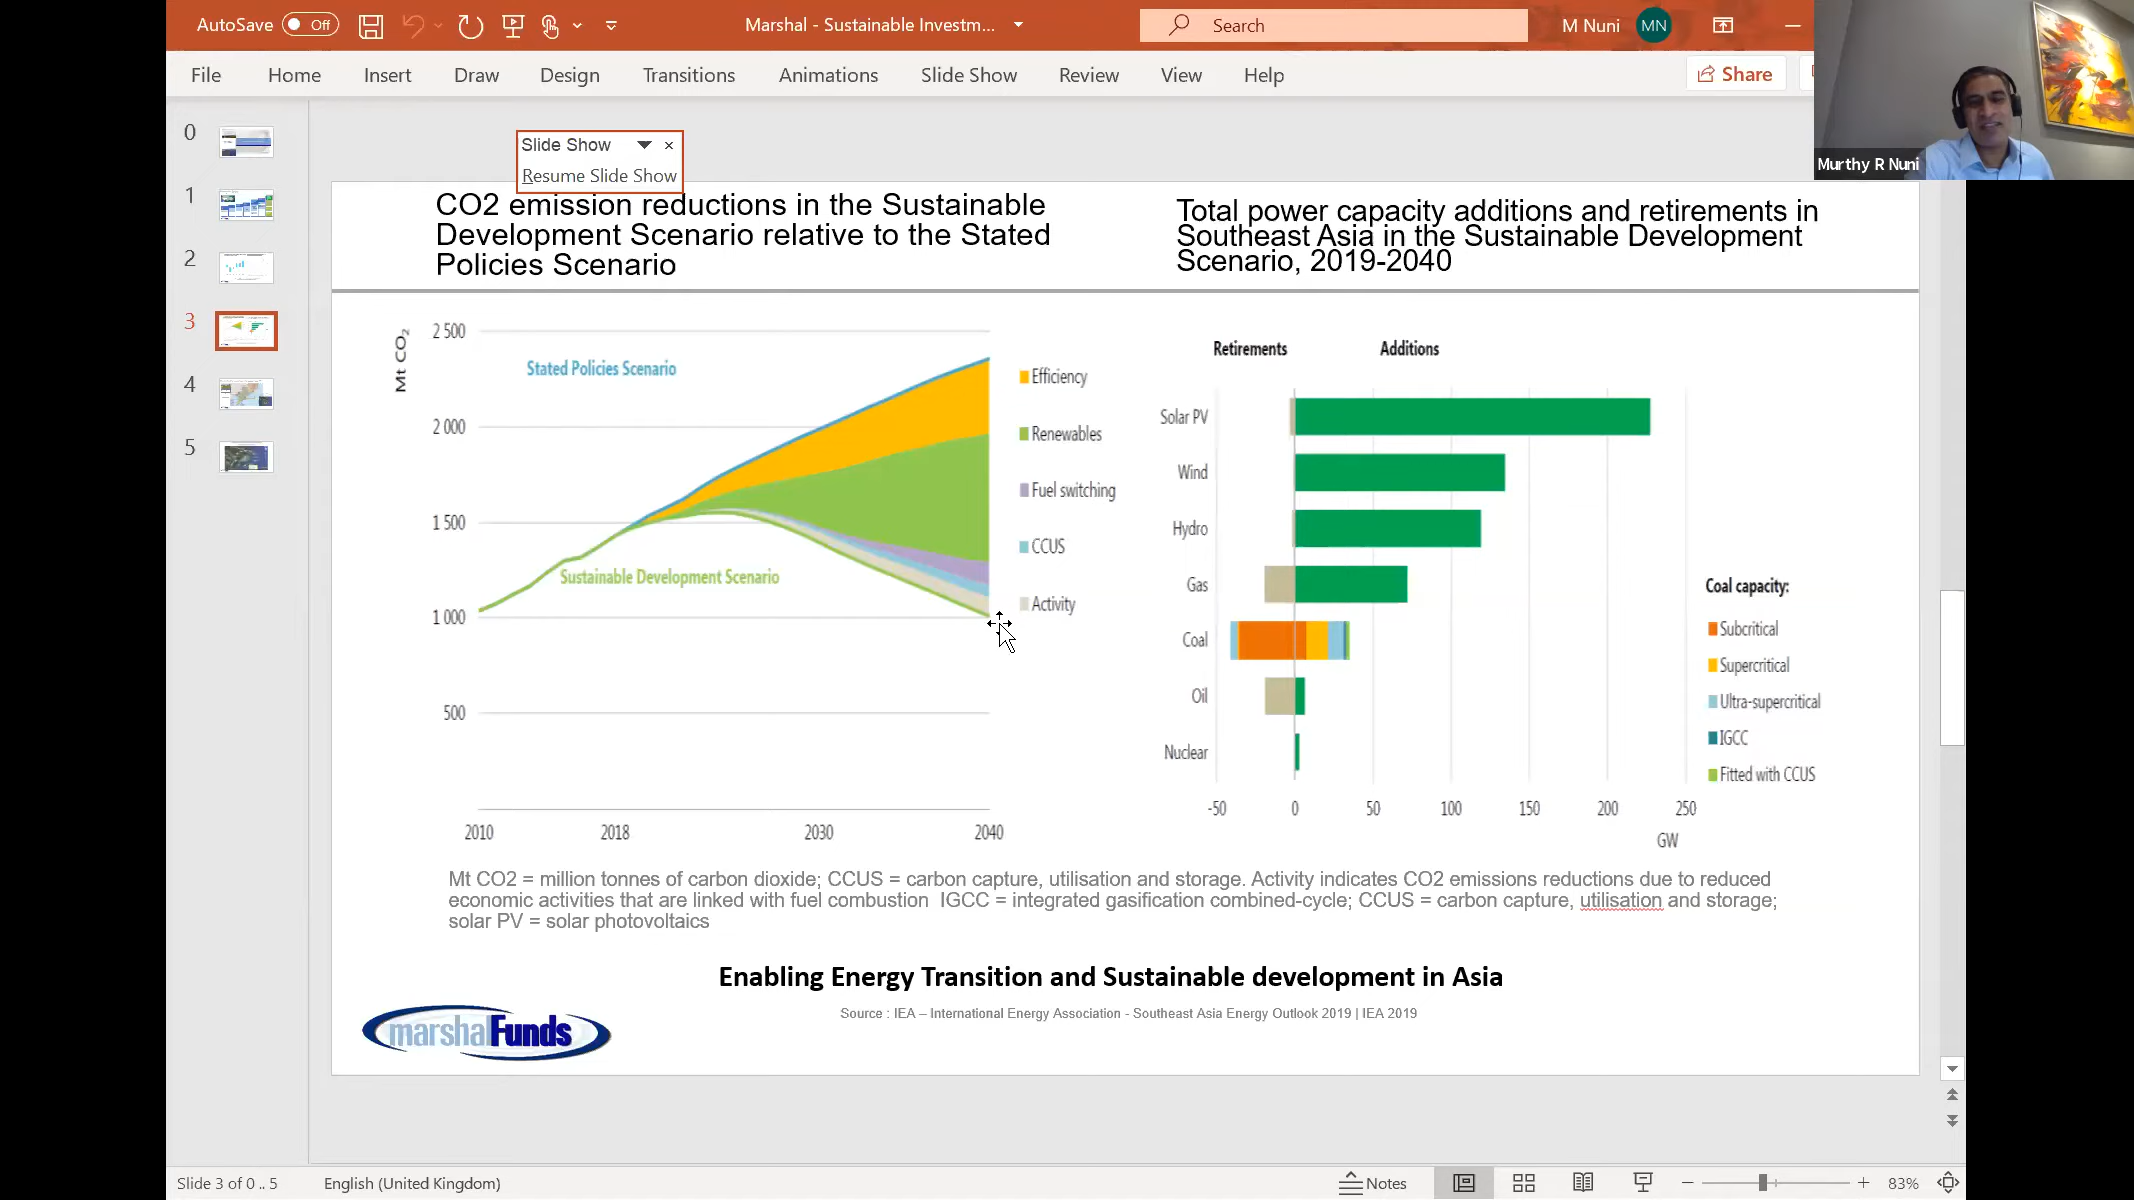 AutoSave Off
Marshal - Sustainable Investm...
Search
M Nuni MN
File Home Insert Draw Design Transitions Animations Slide Show Review View Help
Share
Murthy R Nuni
0
1
2
3
4
5
Slide Show
Resume Slide Show
CO2 emission reductions in the Sustainable
Development Scenario relative to the Stated
Policies Scenario
Total power capacity additions and retirements in
Southeast Asia in the Sustainable Development
Scenario, 2019-2040
Mt CO2
2 500
2 000
1 500
1 000
500
2010 2018 2030 2040
Stated Policies Scenario
Sustainable Development Scenario
Efficiency
Renewables
Fuel switching
CCUS
Activity
Retirements Additions
Solar PV
Wind
Hydro
Gas
Coal
Oil
Nuclear
-50 0 50 100 150 200 250
GW
Coal capacity:
Subcritical
Supercritical
Ultra-supercritical
IGCC
Fitted with CCUS
Mt CO2 = million tonnes of carbon dioxide; CCUS = carbon capture, utilisation and storage. Activity indicates CO2 emissions reductions due to reduced
economic activities that are linked with fuel combustion IGCC = integrated gasification combined-cycle; CCUS = carbon capture, utilisation and storage;
solar PV = solar photovoltaics
Enabling Energy Transition and Sustainable development in Asia
Source : IEA – International Energy Association - Southeast Asia Energy Outlook 2019 | IEA 2019
marshalFunds
Slide 3 of 0 .. 5
English (United Kingdom)
Notes
83%